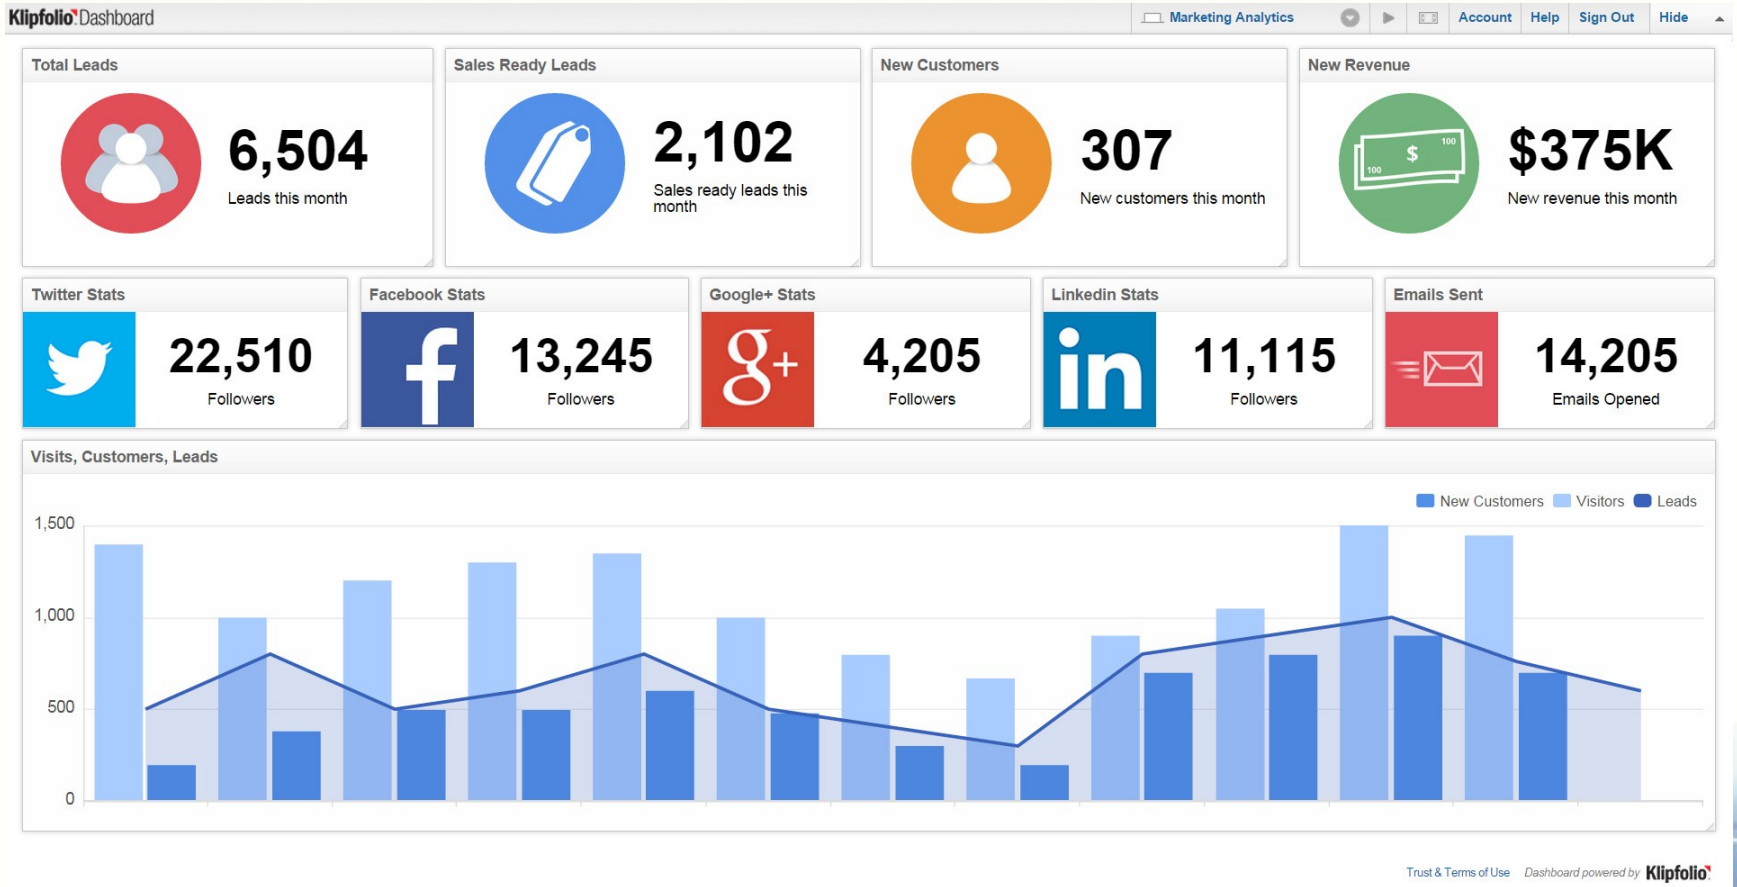 Klipfolio Dashboard
Marketing Analytics
Account
Help
Sign Out
Hide
Total Leads
6,504
Leads this month
Sales Ready Leads
2,102
Sales ready leads this
month
New Customers
307
New customers this month
New Revenue
$
100
100
$375K
New revenue this month
Twitter Stats
22,510
Followers
Facebook Stats
f
13,245
Followers
Google+ Stats
g+
4,205
Followers
Linkedin Stats
in
11,115
Followers
Emails Sent
14,205
Emails Opened
Visits, Customers, Leads
New Customers
Visitors
Leads
1,500
1,000
500
0
Trust & Terms of Use
Dashboard powered by Klipfolio